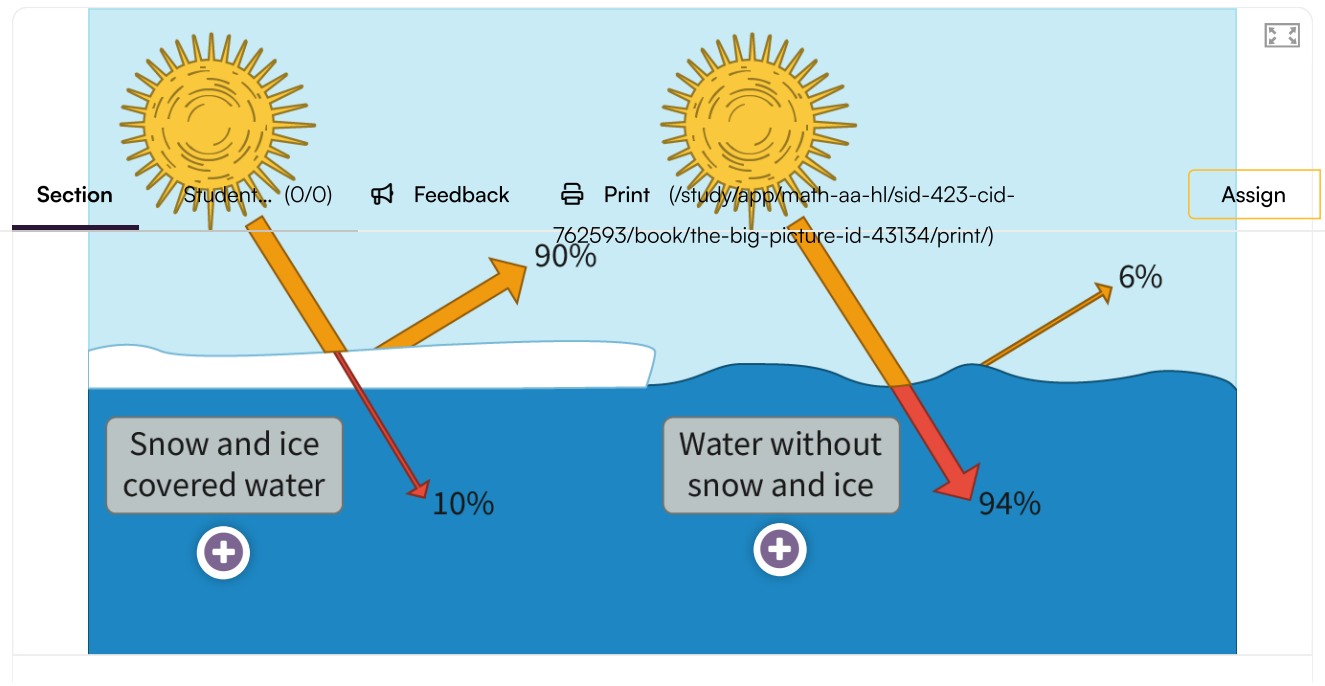 Section Student... (0/0) Feedback Print (/study/app/math-aa-hl/sid-423-cid-
762593/book/the-big-picture-id-43134/print/)
Assign
90%
6%
Snow and ice
covered water
10%
Water without
snow and ice
94%